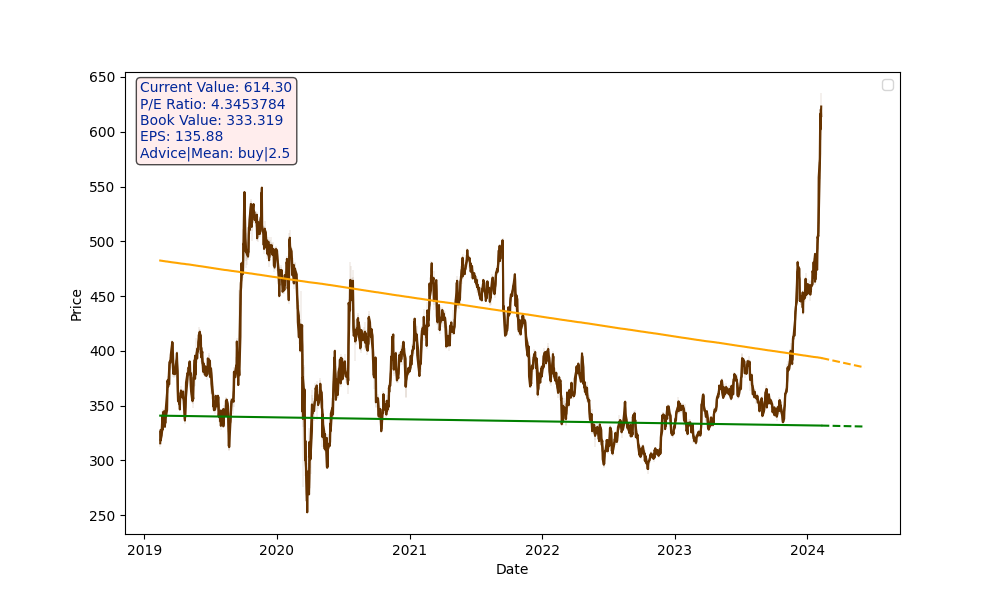 650
600
550
500
450
400
350
300
250
Price
Current Value: 614.30
P/E Ratio: 4.3453784
Book Value: 333.319
EPS: 135.88
Advice|Mean: buy|2.5
2019 2020 2021 2022 2023 2024
Date